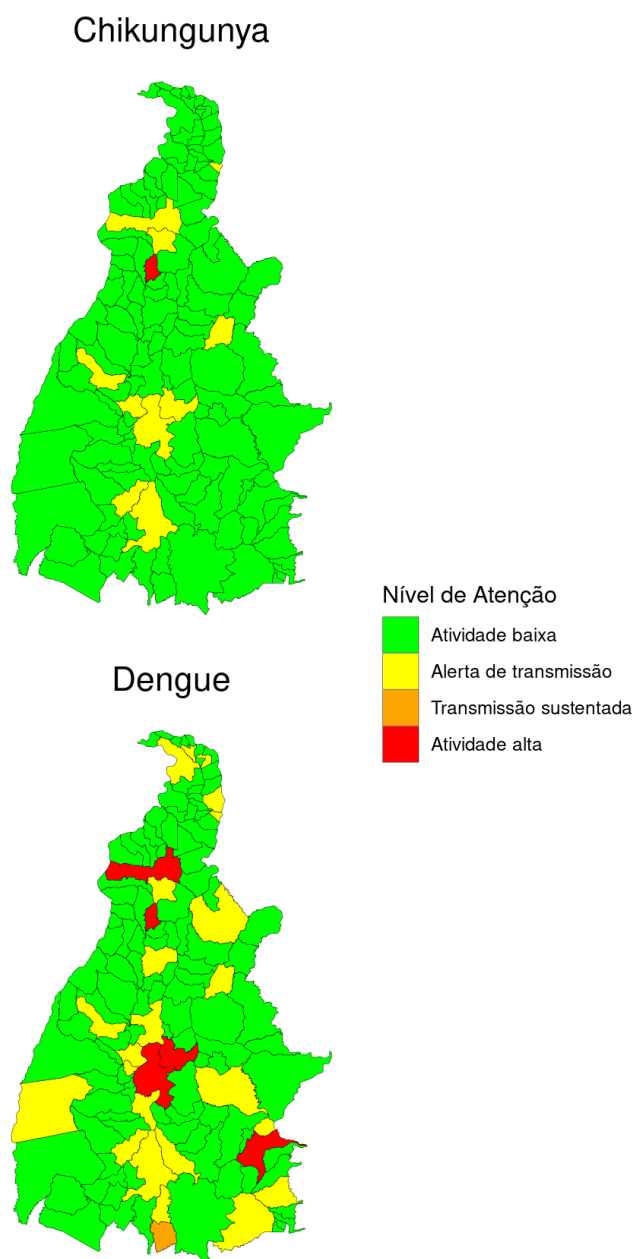 Chikungunya
Nível de Atenção
Atividade baixa
Alerta de transmissão
Transmissão sustentada
Atividade alta
Dengue